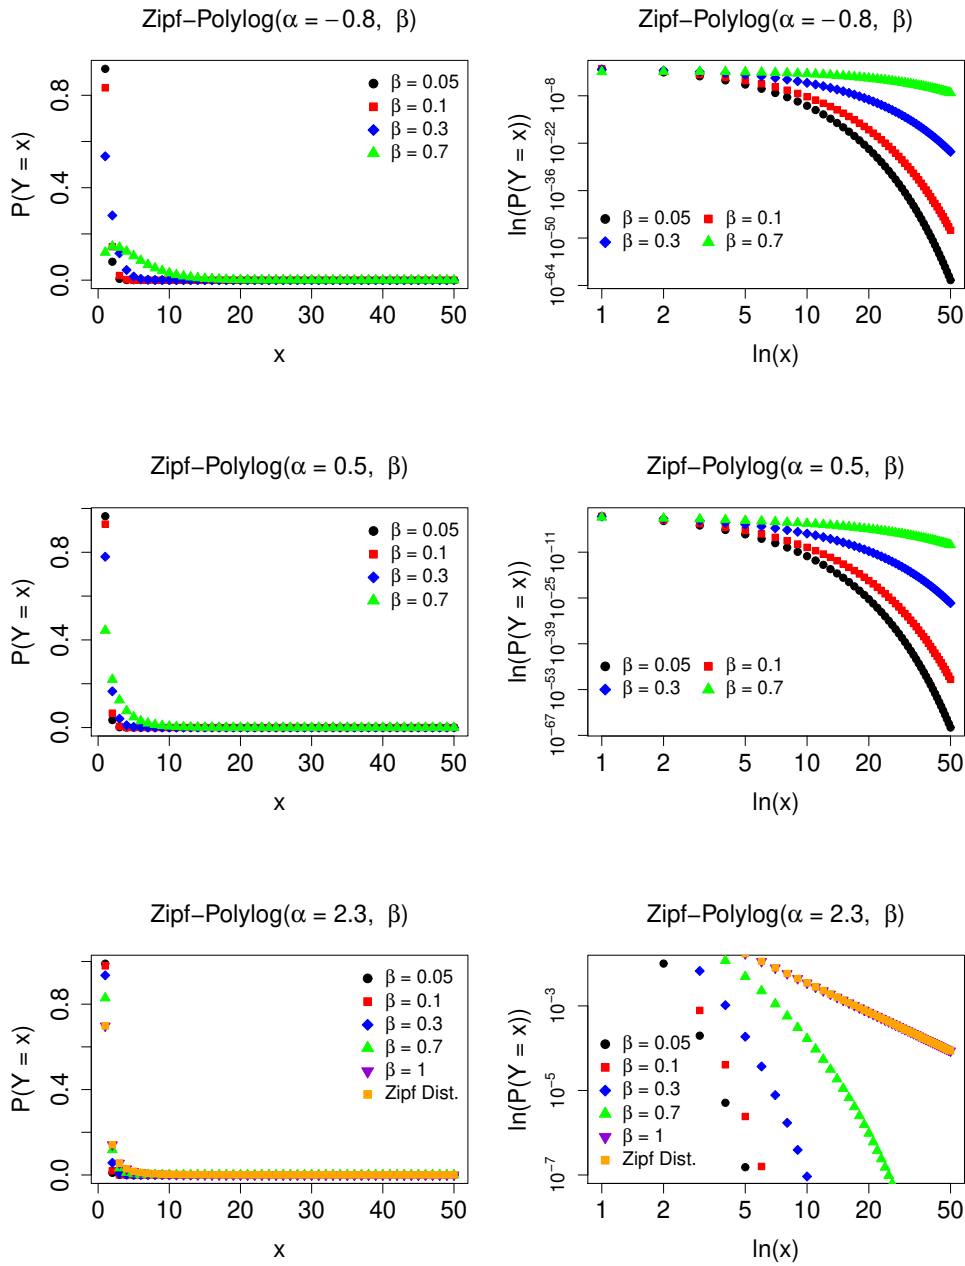 Zipf−Polylog(α = −0.8, β)
P(Y = x)
0.0 0.4 0.8
β = 0.05
β = 0.1
β = 0.3
β = 0.7
0 10 20 30 40 50
x
Zipf−Polylog(α = −0.8, β)
ln(P(Y = x))
10^−64 10^−50 10^−36 10^−22 10^−8
β = 0.05 β = 0.1
β = 0.3 β = 0.7
1 2 5 10 20 50
ln(x)
Zipf−Polylog(α = 0.5, β)
P(Y = x)
0.0 0.4 0.8
β = 0.05
β = 0.1
β = 0.3
β = 0.7
0 10 20 30 40 50
x
Zipf−Polylog(α = 0.5, β)
ln(P(Y = x))
10^−67 10^−53 10^−39 10^−25 10^−11
β = 0.05 β = 0.1
β = 0.3 β = 0.7
1 2 5 10 20 50
ln(x)
Zipf−Polylog(α = 2.3, β)
P(Y = x)
0.0 0.4 0.8
β = 0.05
β = 0.1
β = 0.3
β = 0.7
β = 1
Zipf Dist.
0 10 20 30 40 50
x
Zipf−Polylog(α = 2.3, β)
ln(P(Y = x))
10^−7 10^−5 10^−3
β = 0.05
β = 0.1
β = 0.3
β = 0.7
β = 1
Zipf Dist.
1 2 5 10 20 50
ln(x)